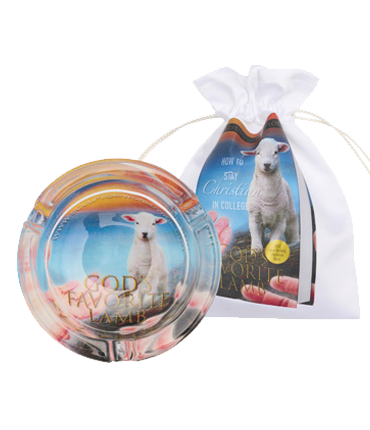 GOD'S
FAVORITE
LAMB
HOW TO
STAY
Christian
IN COLLEGE
GOD'S
FAVORITE
LAMB